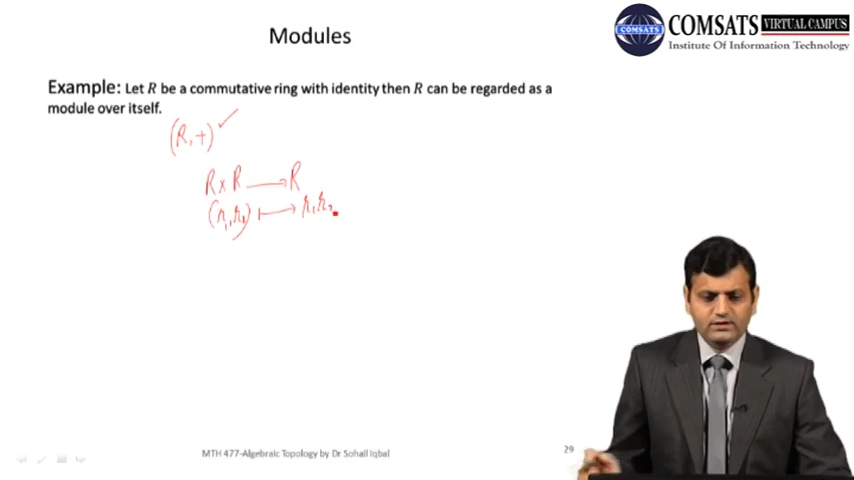 Modules
COMSATS
VIRTUAL CAMPUS
Institute Of Information Technology
COMSATS
Example: Let R be a commutative ring with identity then R can be regarded as a
module over itself.
(R, +) ✓
R × R ⟶ R
(r₁, r₂) ⟼ r₁r₂
MTH 477-Algebraic Topology by Dr Sohail Iqbal
29